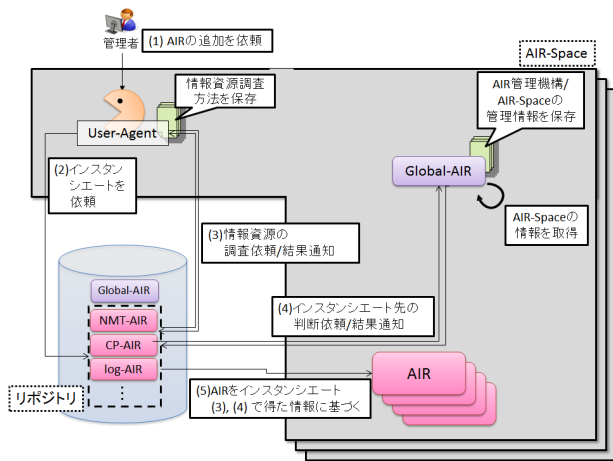 管理者
(1) AIRの追加を依頼
AIR-Space
情報資源調査
方法を保存
User-Agent
AIR管理機構/
AIR-Spaceの
管理情報を保存
Global-AIR
AIR-Spaceの
情報を取得
(2)インスタン
シエートを
依頼
(3)情報資源の
調査依頼/結果通知
(4)インスタンシエート先の
判断依頼/結果通知
Global-AIR
NMT-AIR
CP-AIR
log-AIR
⋮
リポジトリ
(5)AIRをインスタンシエート
(3), (4) で得た情報に基づく
AIR